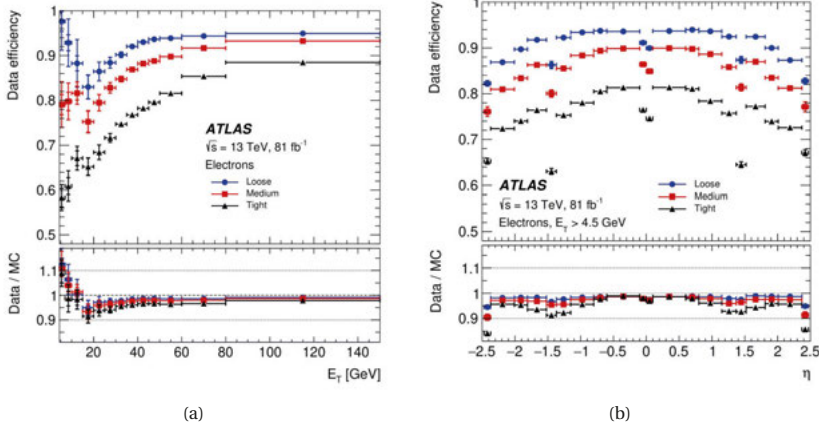 Data efficiency
1
0.9
0.8
0.7
0.6
0.5
ATLAS
√s = 13 TeV, 81 fb⁻¹
Electrons
Loose
Medium
Tight
Data / MC
1.1
1
0.9
20 40 60 80 100 120 140
E_T [GeV]
(a)
Data efficiency
1
0.9
0.8
0.7
0.6
0.5
ATLAS
√s = 13 TeV, 81 fb⁻¹
Electrons, E_T > 4.5 GeV
Loose
Medium
Tight
Data / MC
1.1
1
0.9
−2.5 −2 −1.5 −1 −0.5 0 0.5 1 1.5 2 2.5
η
(b)